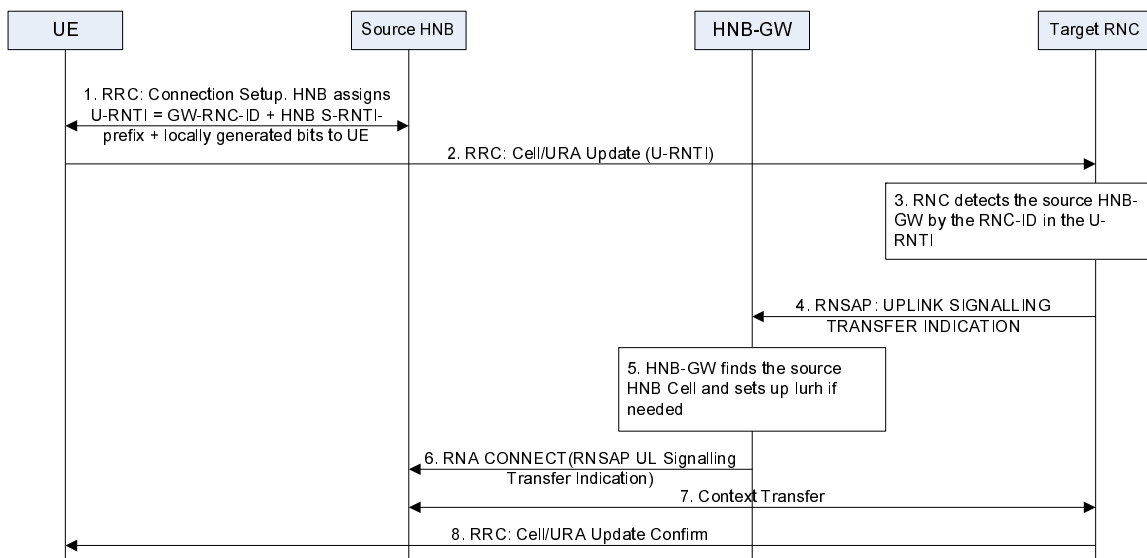 UE
Source HNB
HNB-GW
Target RNC
1. RRC: Connection Setup. HNB assigns
U-RNTI = GW-RNC-ID + HNB S-RNTI-
prefix + locally generated bits to UE
2. RRC: Cell/URA Update (U-RNTI)
3. RNC detects the source HNB-
GW by the RNC-ID in the U-
RNTI
4. RNSAP: UPLINK SIGNALLING
TRANSFER INDICATION
5. HNB-GW finds the source
HNB Cell and sets up Iurh if
needed
6. RNA CONNECT(RNSAP UL Signalling
Transfer Indication)
7. Context Transfer
8. RRC: Cell/URA Update Confirm